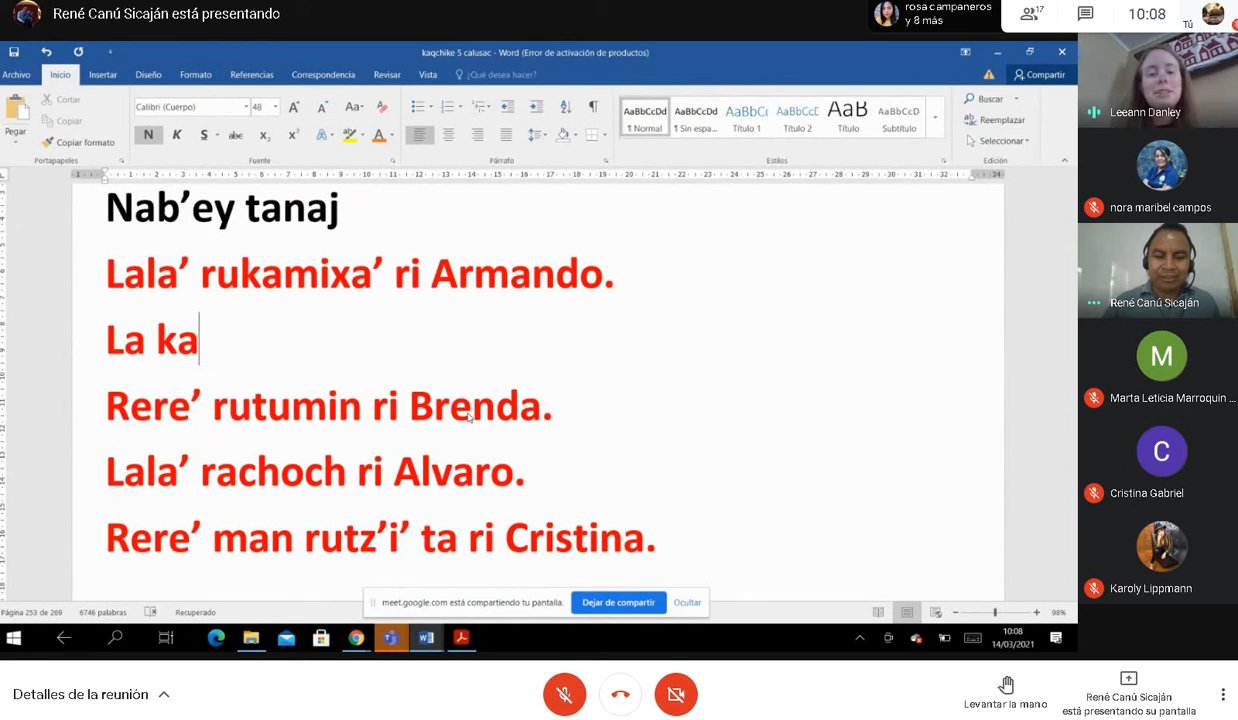 René Canú Sicaján está presentando
rosa campaneros
y 8 más
17
10:08
Tú
kaqchike 5 calusac - Word (Error de activación de productos)
Archivo Inicio Insertar Diseño Formato Referencias Correspondencia Revisar Vista ¿Qué desea hacer? Compartir
Pegar
Cortar
Copiar
Copiar formato
Portapapeles
Calibri (Cuerpo) 48
Fuente
Párrafo
AaBbCcDd AaBbCcDd AaBbCc AaBbCcC AaB AaBbCcC
¶ Normal ¶ Sin espa... Título 1 Título 2 Título Subtítulo
Estilos
Buscar
Reemplazar
Seleccionar
Edición
Nab’ey tanaj
Lala’ rukamixa’ ri Armando.
La ka
Rere’ rutumin ri Brenda.
Lala’ rachoch ri Alvaro.
Rere’ man rutz’i’ ta ri Cristina.
meet.google.com está compartiendo tu pantalla. Dejar de compartir Ocultar
Página 253 de 269 6746 palabras Recuperado 98%
10:08
14/03/2021
Leeann Danley
nora maribel campos
René Canú Sicaján
M
Marta Leticia Marroquin ...
C
Cristina Gabriel
Karoly Lippmann
Detalles de la reunión
Levantar la mano
René Canú Sicaján
está presentando su pantalla